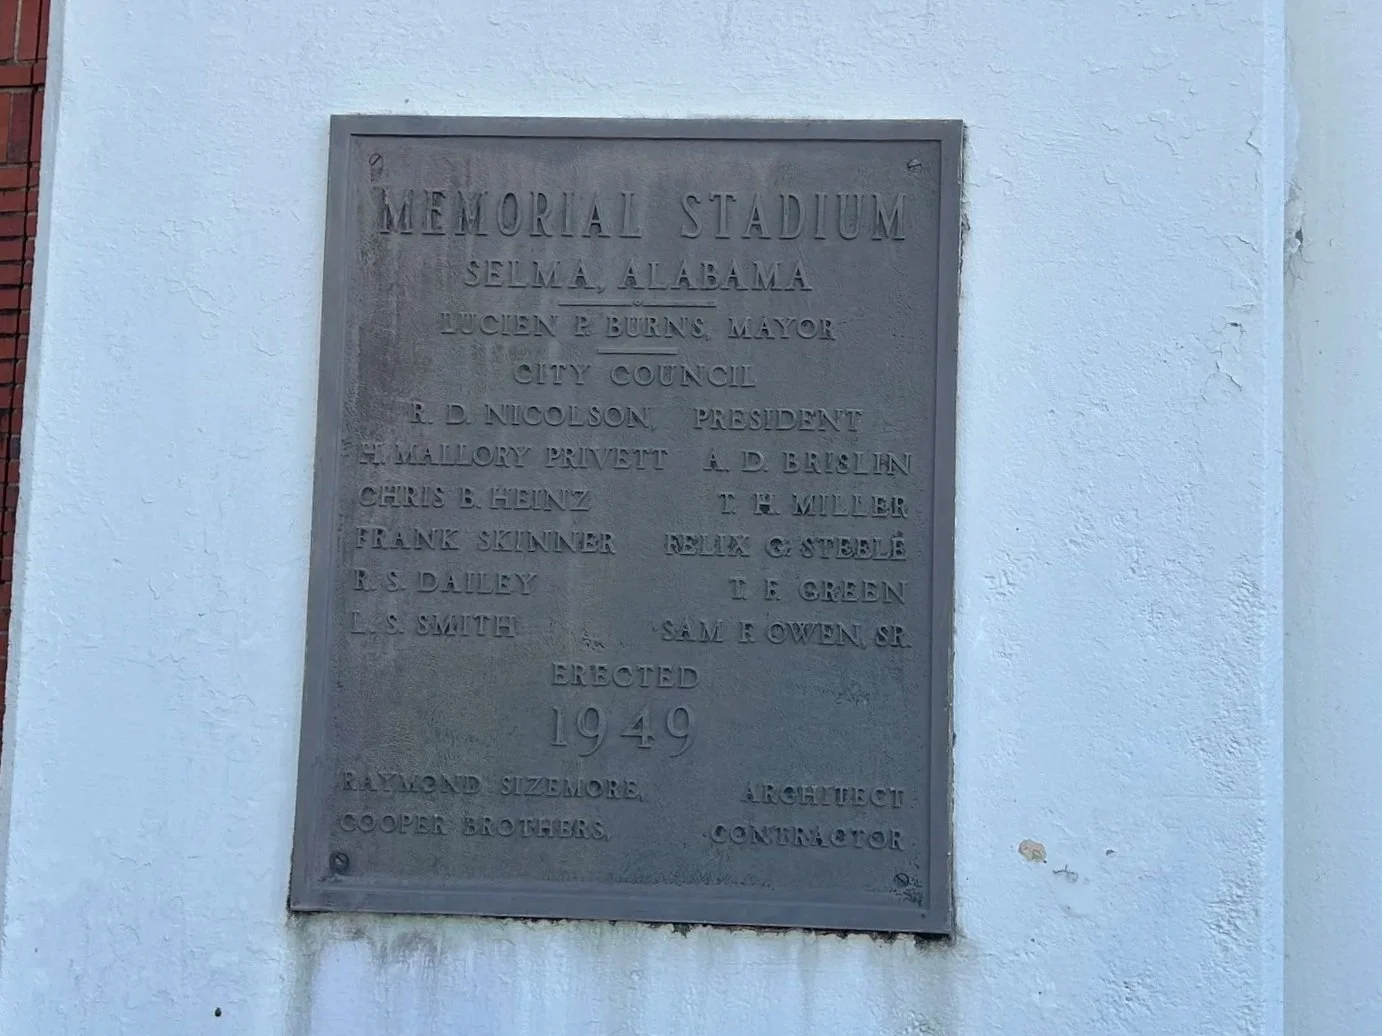 MEMORIAL STADIUM
SELMA, ALABAMA
LUCIEN P. BURNS, MAYOR
CITY COUNCIL
R. D. NICOLSON, PRESIDENT
H. MALLORY PRIVETT A. D. BRISLIN
CHRIS B. HEINZ T. H. MILLER
FRANK SKINNER FELIX G. STEELE
R. S. DAILEY T. F. GREEN
L. S. SMITH SAM F. OWEN, SR.
ERECTED
1949
RAYMOND SIZEMORE, ARCHITECT
COOPER BROTHERS, CONTRACTOR